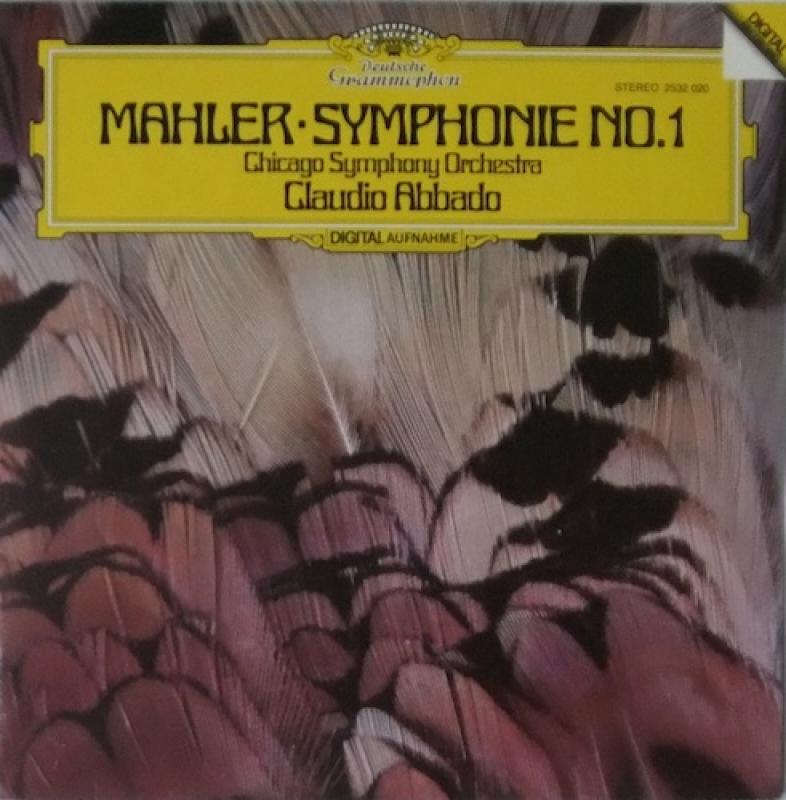 DIGITAL
Deutsche
Grammophon
STEREO 2532 020
MAHLER·SYMPHONIE NO.1
Chicago Symphony Orchestra
Claudio Abbado
DIGITAL AUFNAHME